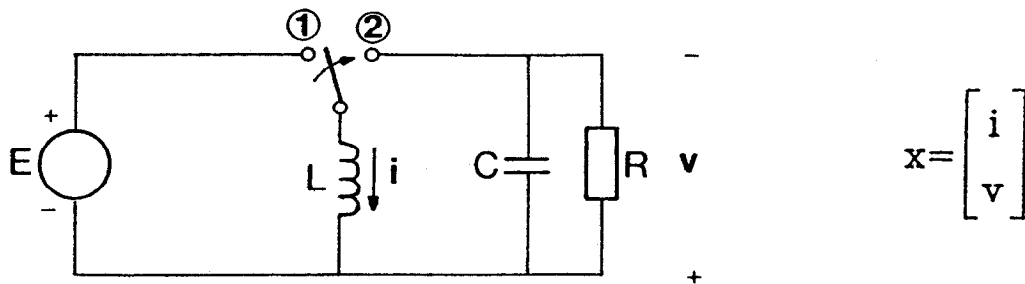 ① ②
−
+
E
−
L
i
C
R
v
+
x = [ i
v ]